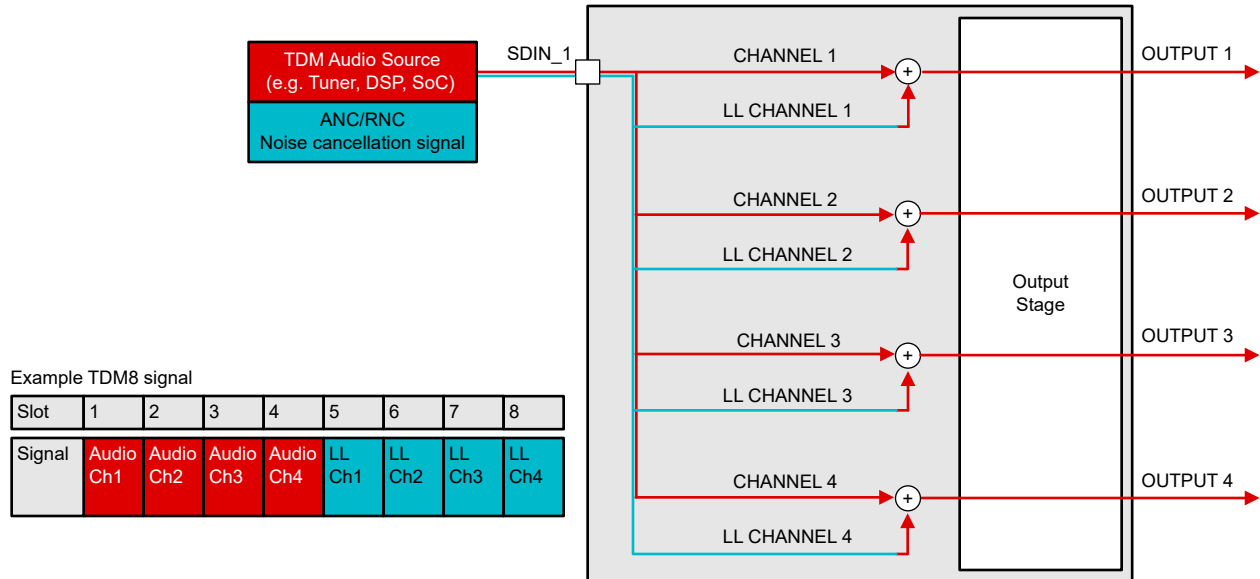 TDM Audio Source
(e.g. Tuner, DSP, SoC)
ANC/RNC
Noise cancellation signal
SDIN_1
CHANNEL 1
+
LL CHANNEL 1
OUTPUT 1
CHANNEL 2
+
LL CHANNEL 2
OUTPUT 2
Output
Stage
CHANNEL 3
+
LL CHANNEL 3
OUTPUT 3
CHANNEL 4
+
LL CHANNEL 4
OUTPUT 4
Example TDM8 signal
Slot 1 2 3 4 5 6 7 8
Signal Audio Audio Audio Audio LL LL LL LL
Ch1 Ch2 Ch3 Ch4 Ch1 Ch2 Ch3 Ch4